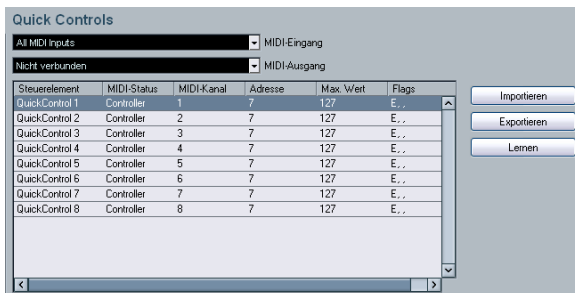 Quick Controls
All MIDI Inputs MIDI-Eingang
Nicht verbunden MIDI-Ausgang
Steuerelement MIDI-Status MIDI-Kanal Adresse Max. Wert Flags
QuickControl 1 Controller 1 7 127 E, ,
QuickControl 2 Controller 2 7 127 E, ,
QuickControl 3 Controller 3 7 127 E, ,
QuickControl 4 Controller 4 7 127 E, ,
QuickControl 5 Controller 5 7 127 E, ,
QuickControl 6 Controller 6 7 127 E, ,
QuickControl 7 Controller 7 7 127 E, ,
QuickControl 8 Controller 8 7 127 E, ,
Importieren
Exportieren
Lernen